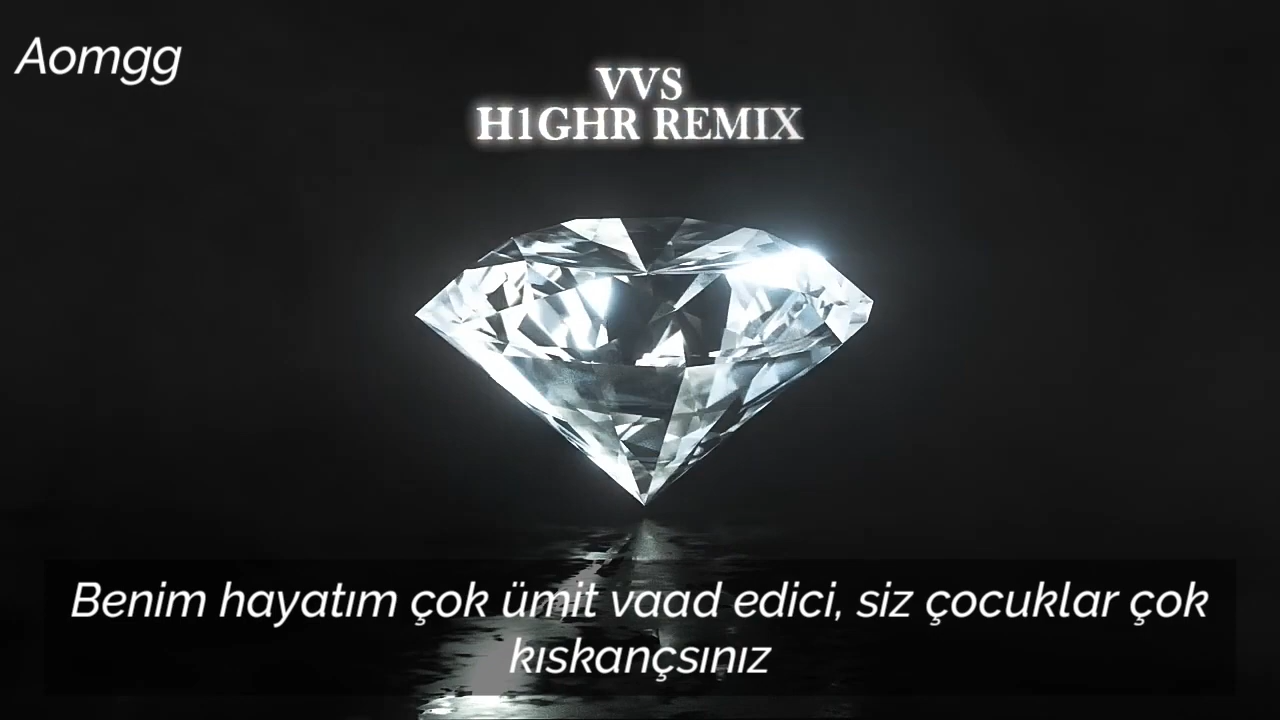 Aomgg
VVS
H1GHR REMIX
Benim hayatım çok ümit vaad edici, siz çocuklar çok
kıskançsınız